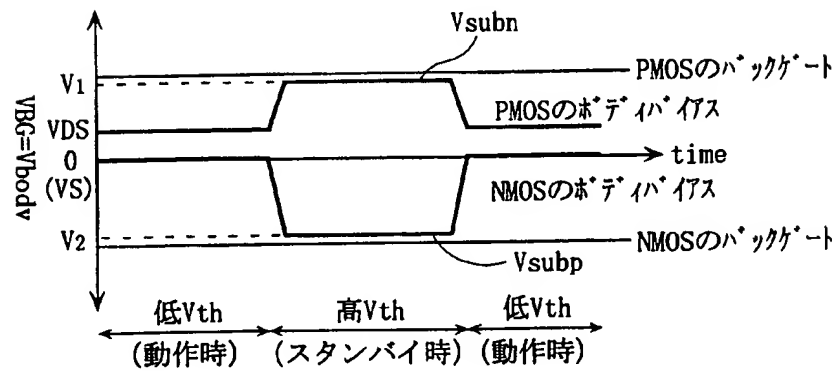 Vsubn
V1
PMOSのバックゲート
PMOSのボディバイアス
VDS
0
time
(VS)
VBG=Vbody
NMOSのボディバイアス
V2
NMOSのバックゲート
Vsubp
低Vth
高Vth
低Vth
(動作時)
(スタンバイ時)
(動作時)